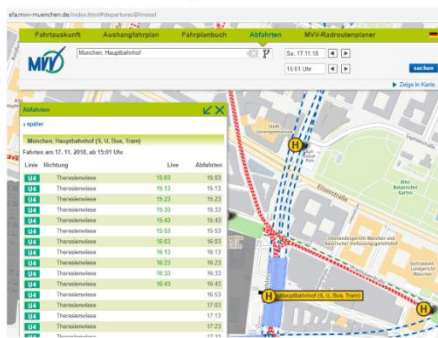 efa.mvv-muenchen.de/index.html#departures@linesel
Fahrtauskunft Aushangfahrplan Fahrplanbuch Abfahrten MVV-Radroutenplaner
MVV
München, Hauptbahnhof
Sa, 17.11.18
15:01 Uhr
suchen
Zeige in Karte
Abfahrten
später
München, Hauptbahnhof (S, U, Bus, Tram)
Fahrten am 17. 11. 2018, ab 15:01 Uhr
Linie Richtung Live Abfahrten
U4 Theresienwiese 15:03 15:03
U4 Theresienwiese 15:13 15:13
U4 Theresienwiese 15:23 15:23
U4 Theresienwiese 15:33 15:33
U4 Theresienwiese 15:43 15:43
U4 Theresienwiese 15:53 15:53
U4 Theresienwiese 16:03 16:03
U4 Theresienwiese 16:13 16:13
U4 Theresienwiese 16:23 16:23
U4 Theresienwiese 16:33 16:33
U4 Theresienwiese 16:43 16:43
U4 Theresienwiese 16:53
U4 Theresienwiese 17:03
U4 Theresienwiese 17:13
U4 Theresienwiese 17:23
U4 Theresienwiese 17:33
H
Elisenstraße
Alter
Botanischer
Garten
H
Hauptbahnhof (S, U, Bus, Tram)
H